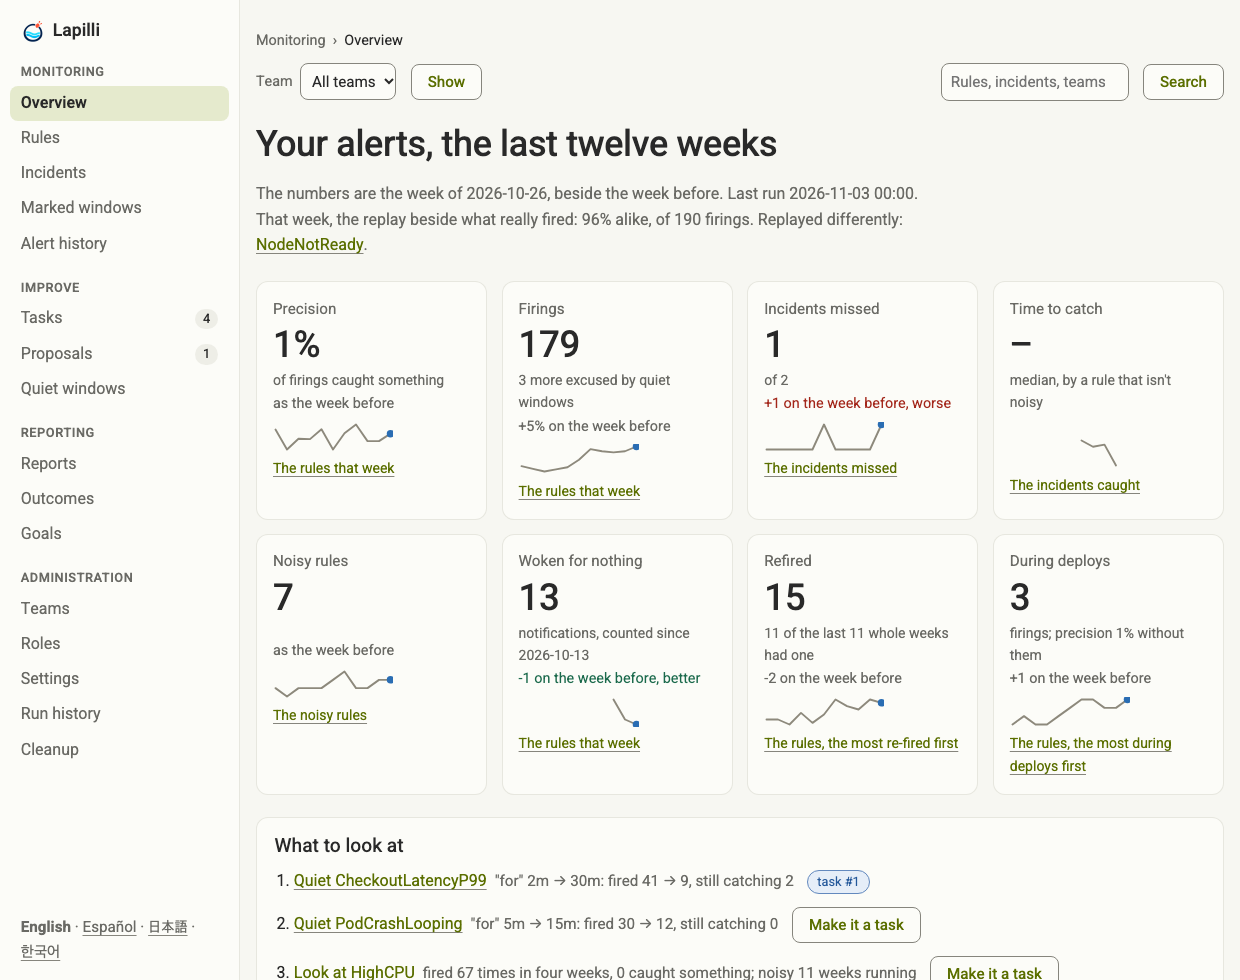 Lapilli
MONITORING
Overview
Rules
Incidents
Marked windows
Alert history
IMPROVE
Tasks 4
Proposals 1
Quiet windows
REPORTING
Reports
Outcomes
Goals
ADMINISTRATION
Teams
Roles
Settings
Run history
Cleanup
English · Español · 日本語 ·
한국어
Monitoring › Overview
Team All teams Show
Rules, incidents, teams Search
Your alerts, the last twelve weeks
The numbers are the week of 2026-10-26, beside the week before. Last run 2026-11-03 00:00.
That week, the replay beside what really fired: 96% alike, of 190 firings. Replayed differently:
NodeNotReady.
Precision
1%
of firings caught something
as the week before
The rules that week
Firings
179
3 more excused by quiet
windows
+5% on the week before
The rules that week
Incidents missed
1
of 2
+1 on the week before, worse
The incidents missed
Time to catch
–
median, by a rule that isn't
noisy
The incidents caught
Noisy rules
7
as the week before
The noisy rules
Woken for nothing
13
notifications, counted since
2026-10-13
-1 on the week before, better
The rules that week
Refired
15
11 of the last 11 whole weeks
had one
-2 on the week before
The rules, the most re-fired first
During deploys
3
firings; precision 1% without
them
+1 on the week before
The rules, the most during
deploys first
What to look at
1. Quiet CheckoutLatencyP99 "for" 2m → 30m: fired 41 → 9, still catching 2 task #1
2. Quiet PodCrashLooping "for" 5m → 15m: fired 30 → 12, still catching 0 Make it a task
3. Look at HighCPU fired 67 times in four weeks, 0 caught something; noisy 11 weeks running Make it a task